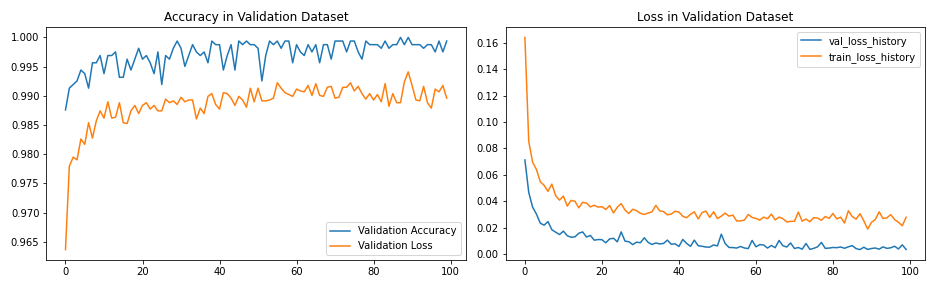 Accuracy in Validation Dataset
1.000
0.995
0.990
0.985
0.980
0.975
0.970
0.965
0 20 40 60 80 100
Validation Accuracy
Validation Loss
Loss in Validation Dataset
0.16
0.14
0.12
0.10
0.08
0.06
0.04
0.02
0.00
0 20 40 60 80 100
val_loss_history
train_loss_history